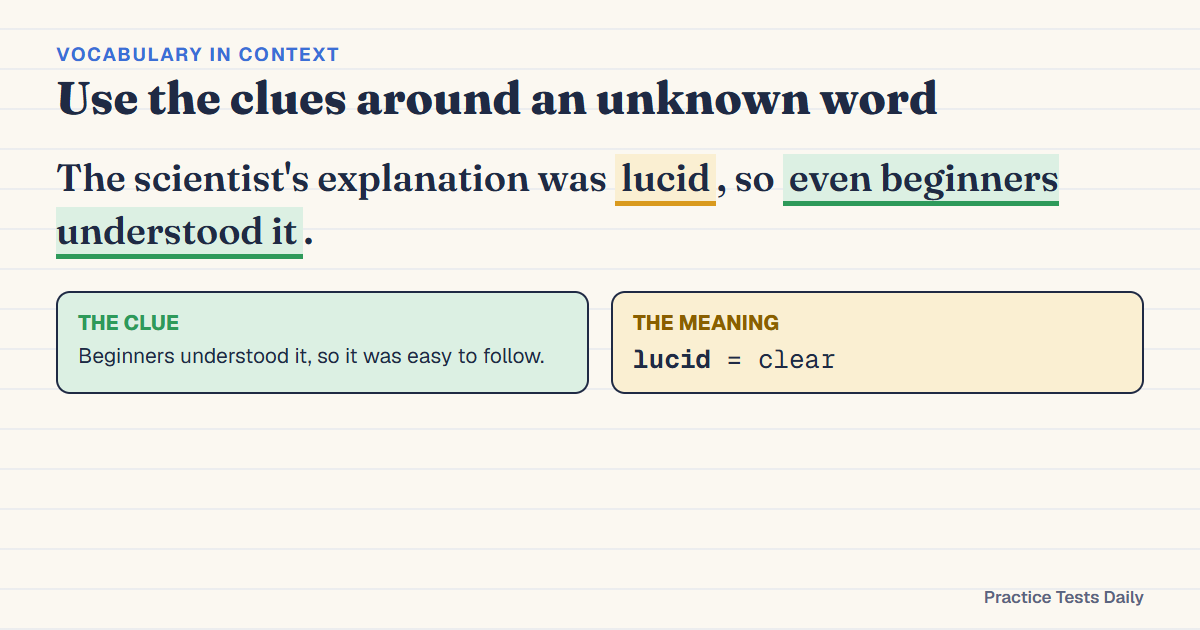 VOCABULARY IN CONTEXT
Use the clues around an unknown word
The scientist's explanation was lucid, so even beginners
understood it.
THE CLUE
Beginners understood it, so it was easy to follow.
THE MEANING
lucid = clear
Practice Tests Daily